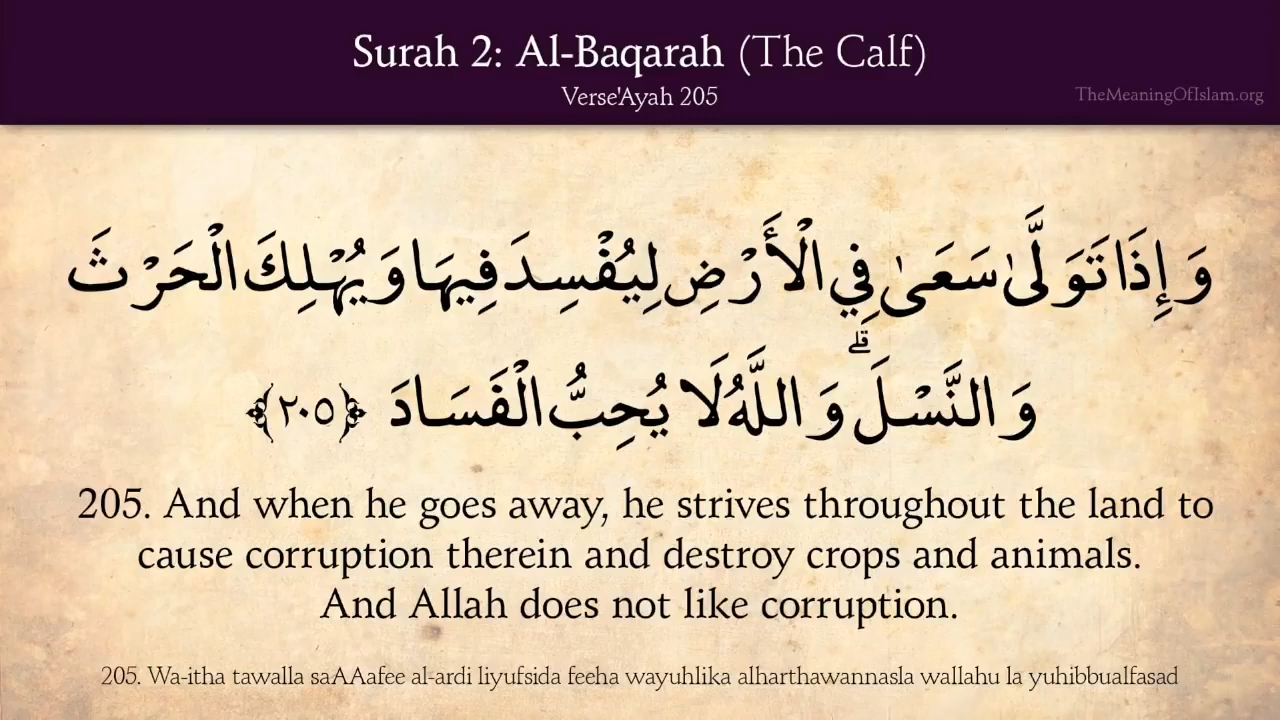 Surah 2: Al-Baqarah (The Calf)
Verse'Ayah 205
TheMeaningOfIslam.org
وَإِذَا تَوَلَّىٰ سَعَىٰ فِي الْأَرْضِ لِيُفْسِدَ فِيهَا وَيُهْلِكَ الْحَرْثَ
وَالنَّسْلَ ۗ وَاللَّهُ لَا يُحِبُّ الْفَسَادَ ﴿٢٠٥﴾
205. And when he goes away, he strives throughout the land to
cause corruption therein and destroy crops and animals.
And Allah does not like corruption.
205. Wa-itha tawalla saAAafee al-ardi liyufsida feeha wayuhlika alharthawannasla wallahu la yuhibbualfasad